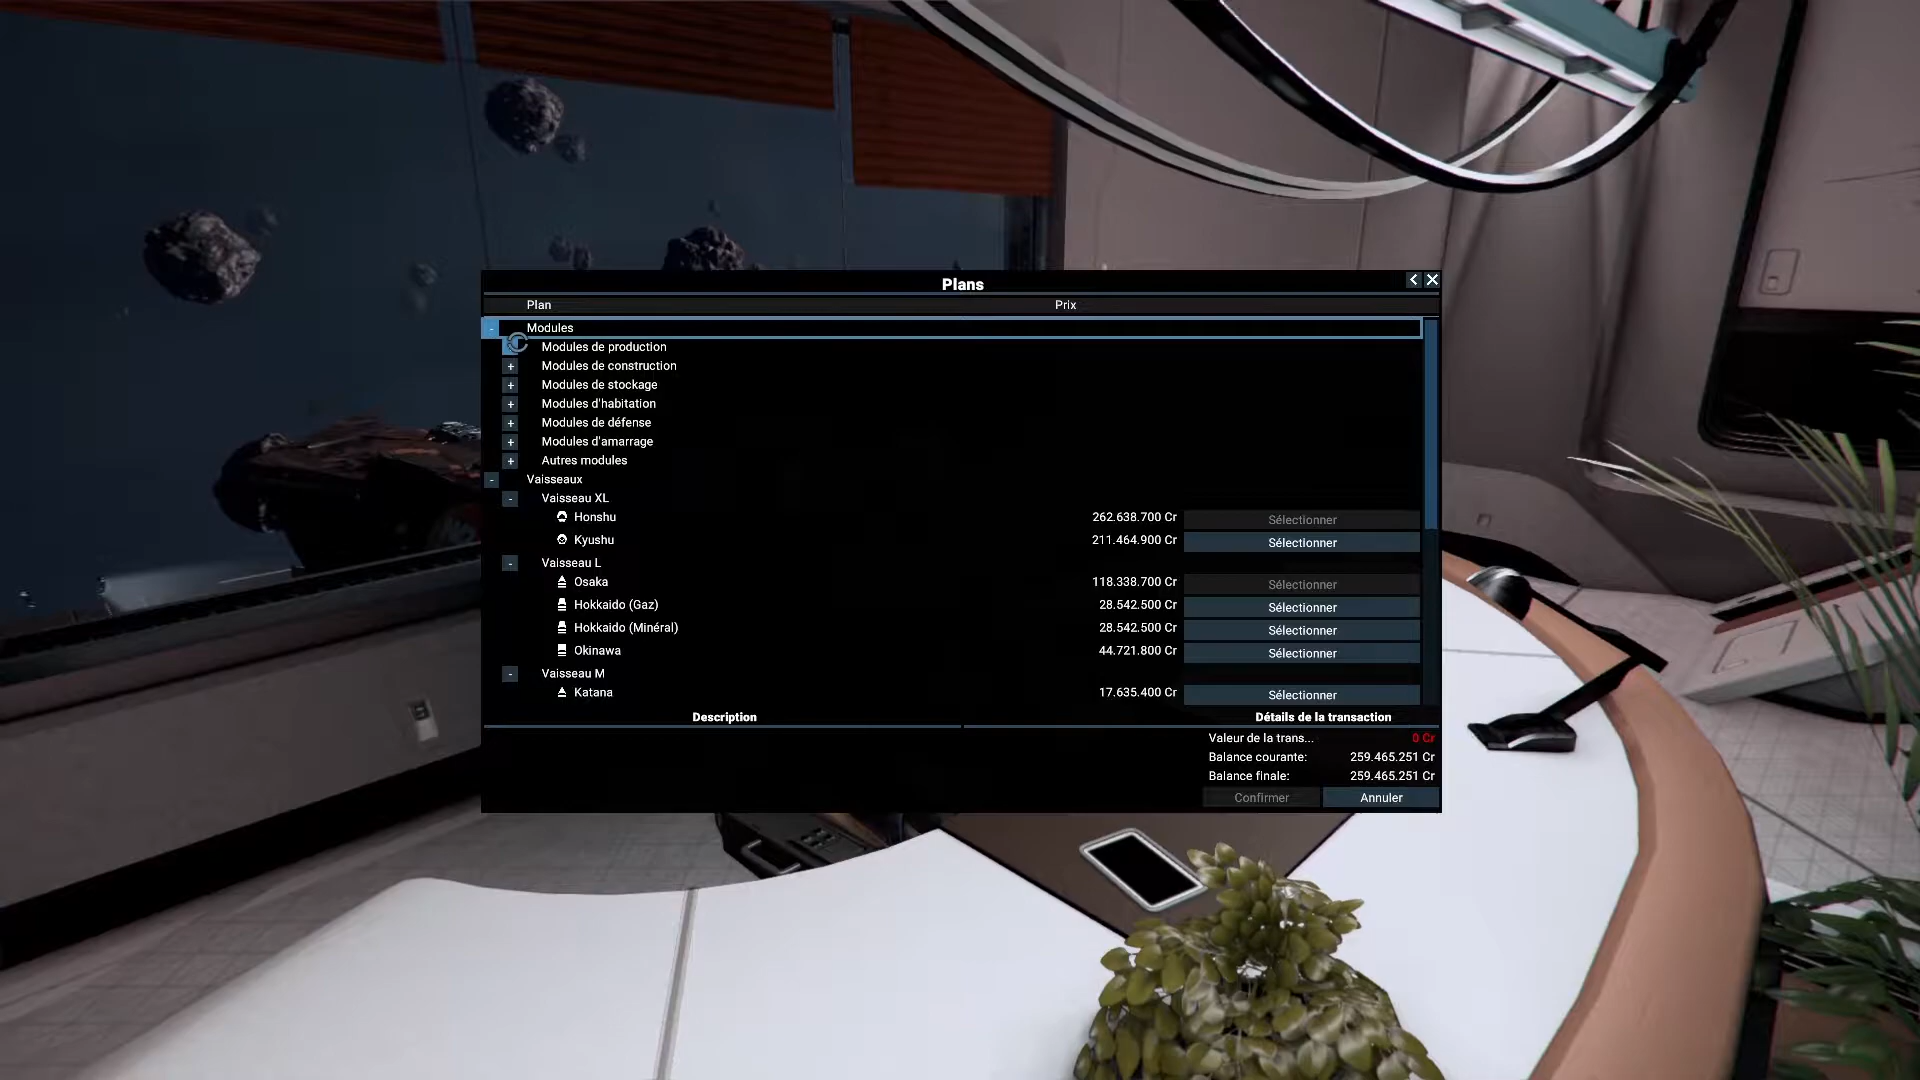 Plans
Plan Prix
- Modules
Modules de production
+ Modules de construction
+ Modules de stockage
+ Modules d'habitation
+ Modules de défense
+ Modules d'amarrage
+ Autres modules
- Vaisseaux
- Vaisseau XL
Honshu 262.638.700 Cr Sélectionner
Kyushu 211.464.900 Cr Sélectionner
- Vaisseau L
Osaka 118.338.700 Cr Sélectionner
Hokkaido (Gaz) 28.542.500 Cr Sélectionner
Hokkaido (Minéral) 28.542.500 Cr Sélectionner
Okinawa 44.721.800 Cr Sélectionner
- Vaisseau M
Katana 17.635.400 Cr Sélectionner
Description Détails de la transaction
Valeur de la trans... 0 Cr
Balance courante: 259.465.251 Cr
Balance finale: 259.465.251 Cr
Confirmer Annuler